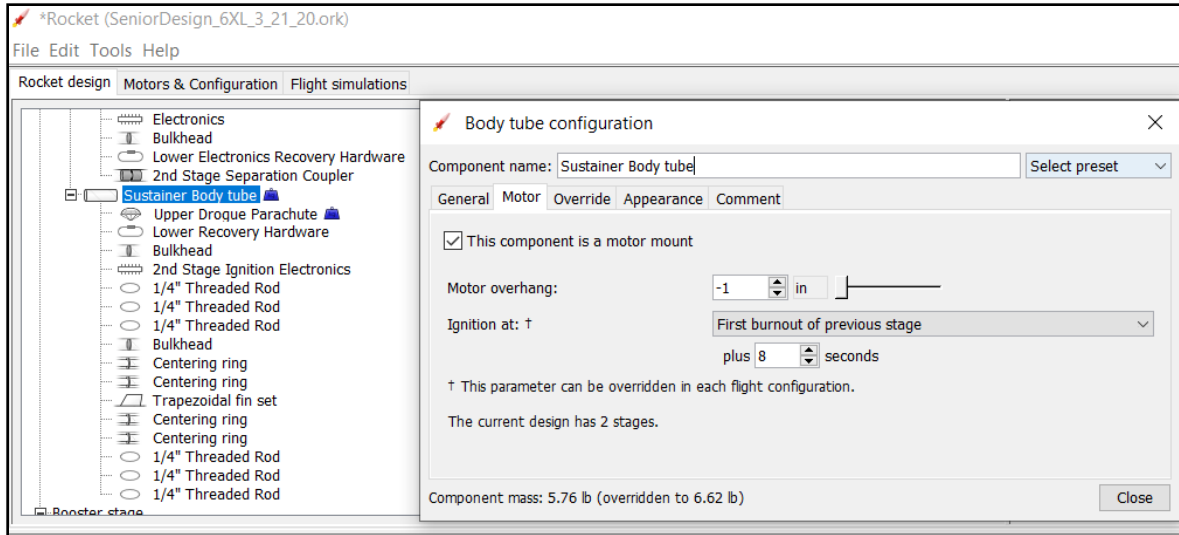 *Rocket (SeniorDesign_6XL_3_21_20.ork)
File Edit Tools Help
Rocket design Motors & Configuration Flight simulations
Electronics
Bulkhead
Lower Electronics Recovery Hardware
2nd Stage Separation Coupler
Sustainer Body tube
Upper Drogue Parachute
Lower Recovery Hardware
Bulkhead
2nd Stage Ignition Electronics
1/4" Threaded Rod
1/4" Threaded Rod
1/4" Threaded Rod
Bulkhead
Centering ring
Centering ring
Trapezoidal fin set
Centering ring
Centering ring
1/4" Threaded Rod
1/4" Threaded Rod
1/4" Threaded Rod
Booster stage
Body tube configuration
Component name: Sustainer Body tube Select preset
General Motor Override Appearance Comment
This component is a motor mount
Motor overhang: -1 in
Ignition at: † First burnout of previous stage
plus 8 seconds
† This parameter can be overridden in each flight configuration.
The current design has 2 stages.
Component mass: 5.76 lb (overridden to 6.62 lb) Close